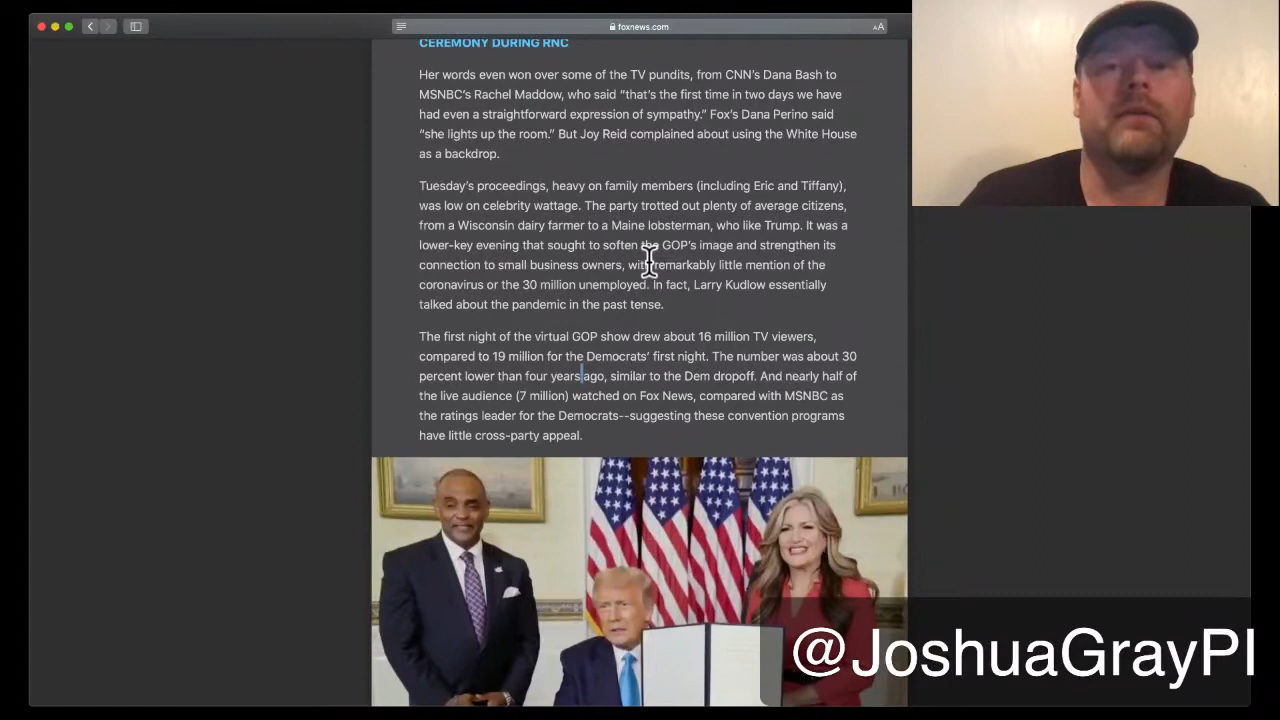 foxnews.com
AA
CEREMONY DURING RNC
Her words even won over some of the TV pundits, from CNN’s Dana Bash to
MSNBC’s Rachel Maddow, who said “that’s the first time in two days we have
had even a straightforward expression of sympathy.” Fox’s Dana Perino said
“she lights up the room.” But Joy Reid complained about using the White House
as a backdrop.
Tuesday’s proceedings, heavy on family members (including Eric and Tiffany),
was low on celebrity wattage. The party trotted out plenty of average citizens,
from a Wisconsin dairy farmer to a Maine lobsterman, who like Trump. It was a
lower-key evening that sought to soften the GOP’s image and strengthen its
connection to small business owners, with remarkably little mention of the
coronavirus or the 30 million unemployed. In fact, Larry Kudlow essentially
talked about the pandemic in the past tense.
The first night of the virtual GOP show drew about 16 million TV viewers,
compared to 19 million for the Democrats’ first night. The number was about 30
percent lower than four years ago, similar to the Dem dropoff. And nearly half of
the live audience (7 million) watched on Fox News, compared with MSNBC as
the ratings leader for the Democrats--suggesting these convention programs
have little cross-party appeal.
@JoshuaGrayPI